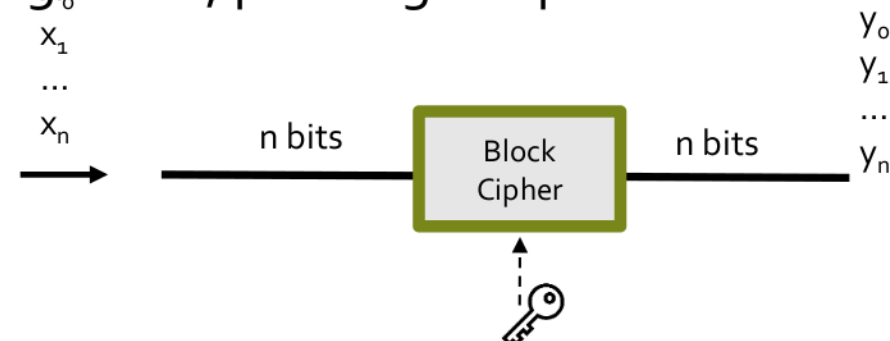 x₁
...
xₙ
n bits
Block
Cipher
n bits
y₀
y₁
...
yₙ